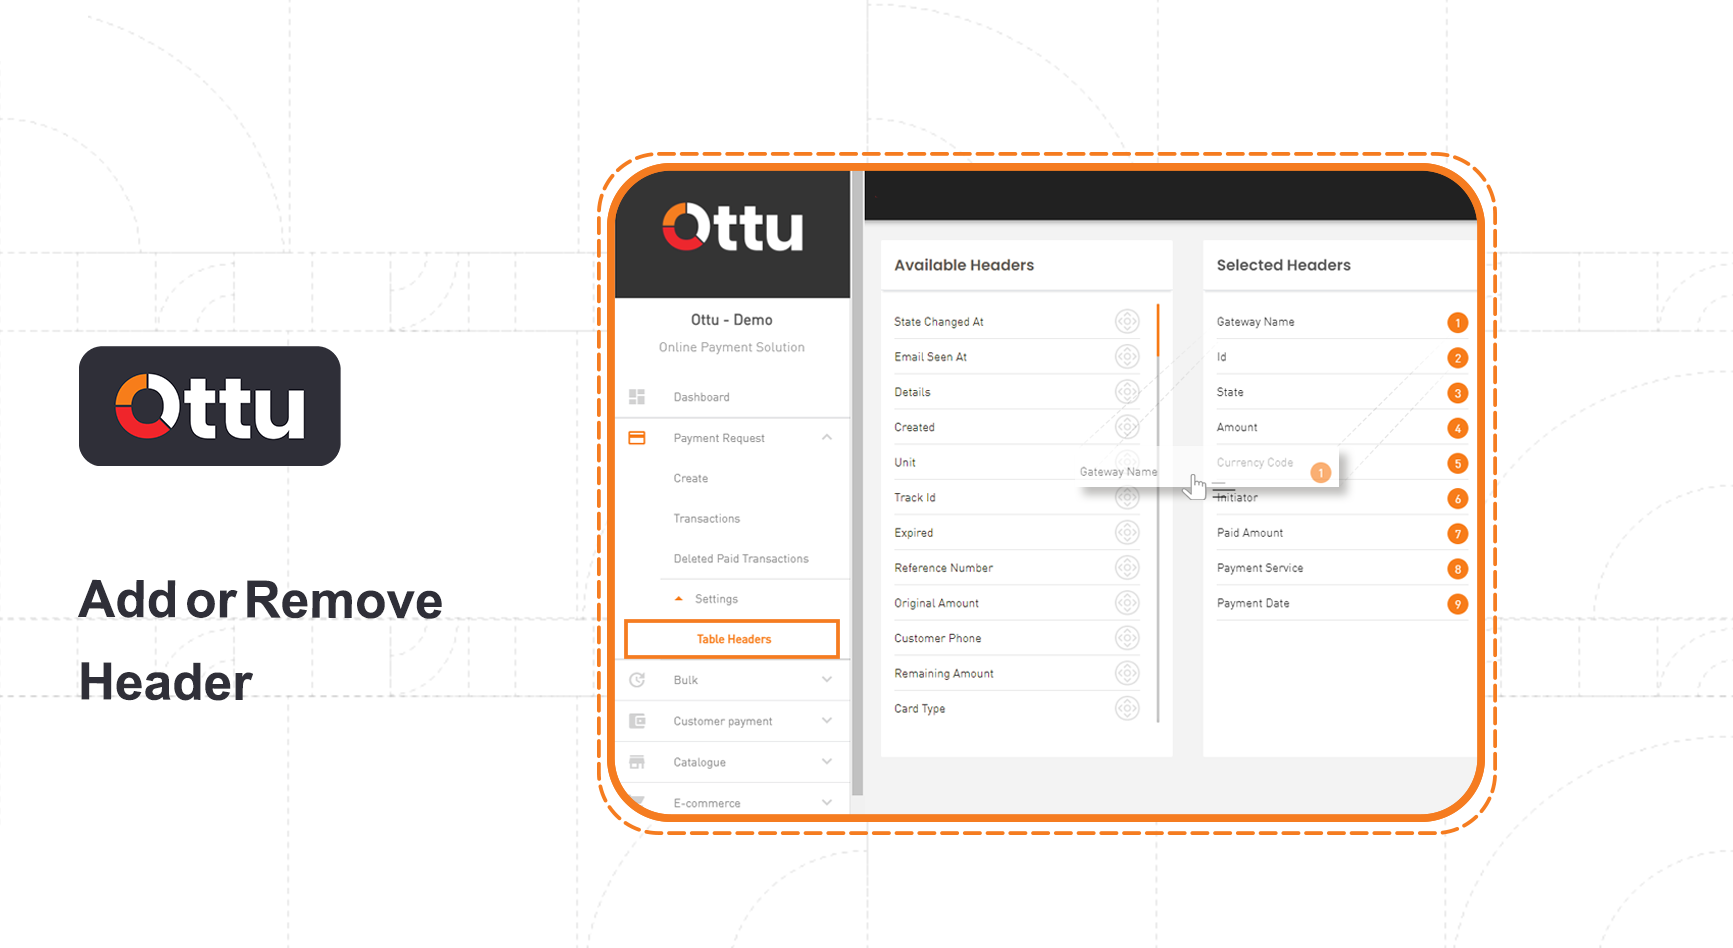 Ottu
Add or Remove
Header
Ottu
Ottu - Demo
Online Payment Solution
Dashboard
Payment Request
Create
Transactions
Deleted Paid Transactions
Settings
Table Headers
Bulk
Customer payment
Catalogue
E-commerce
Available Headers
State Changed At
Email Seen At
Details
Created
Unit
Track Id
Expired
Reference Number
Original Amount
Customer Phone
Remaining Amount
Card Type
Gateway Name 1
Selected Headers
Gateway Name 1
Id 2
State 3
Amount 4
Currency Code 5
Initiator 6
Paid Amount 7
Payment Service 8
Payment Date 9